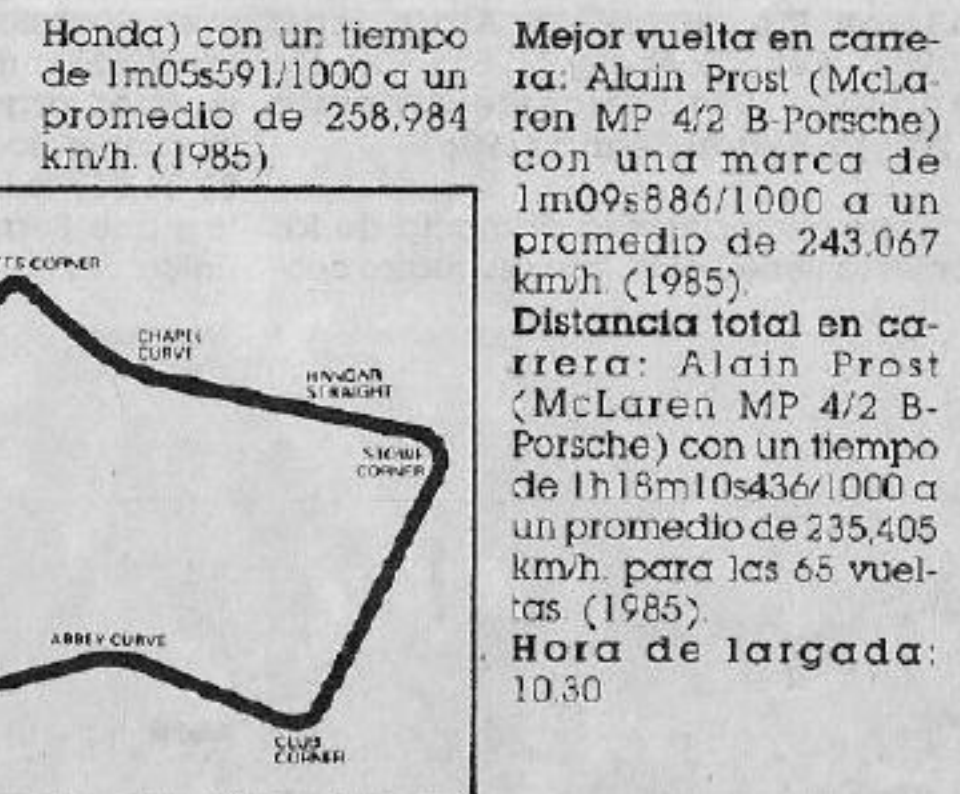 Honda) con un tiempo
de 1m05s591/1000 a un
promedio de 258,984
km/h. (1985).
CORNER
CHAPEL
CURVE
HANGAR
STRAIGHT
STOWE
CORNER
ABBEY CURVE
CLUB
CORNER
Mejor vuelta en carre-
ra: Alain Prost (McLa-
ren MP 4/2 B-Porsche)
con una marca de
1m09s886/1000 a un
promedio de 243,067
km/h. (1985).
Distancia total en ca-
rrera: Alain Prost
(McLaren MP 4/2 B-
Porsche) con un tiempo
de 1h18m10s436/1000 a
un promedio de 235,405
km/h. para las 65 vuel-
tas (1985).
Hora de largada:
10.30